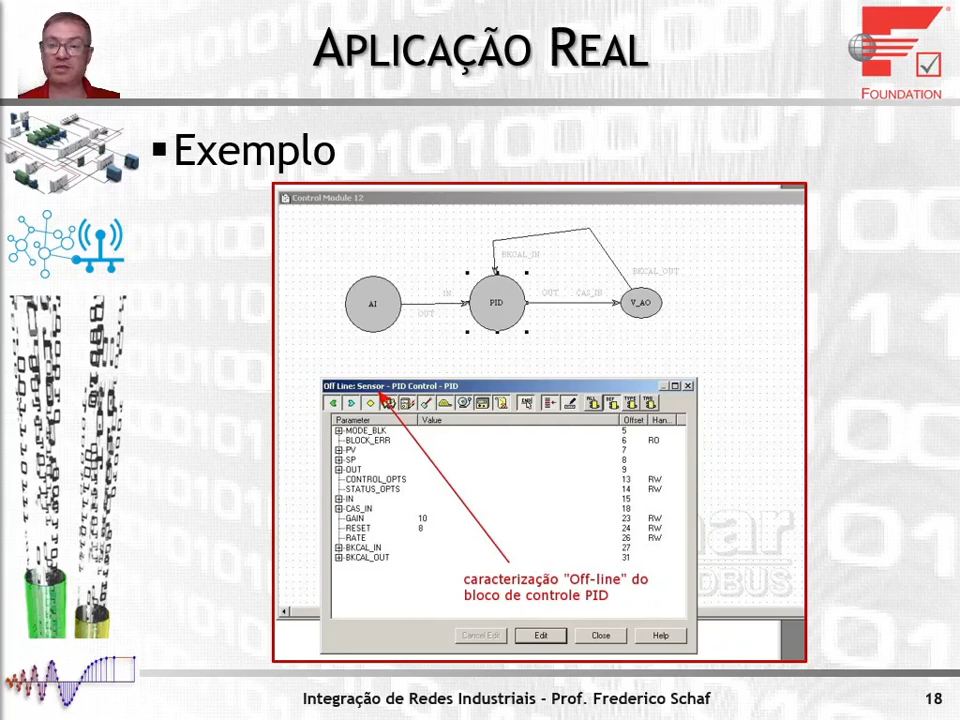 APLICAÇÃO REAL
FOUNDATION
Exemplo
Control Module 12
BKCAL_IN
BKCAL_OUT
AI
IN
OUT
PID
OUT
CAS_IN
V_AO
Off Line: Sensor - PID Control - PID
ALL
DEF
TYPE
TAG
Parameter Value Offset Han...
MODE_BLK 5
BLOCK_ERR 6 RO
PV 7
SP 8
OUT 9
CONTROL_OPTS 13 RW
STATUS_OPTS 14 RW
IN 15
CAS_IN 18
GAIN 10 23 RW
RESET 8 24 RW
RATE 26 RW
BKCAL_IN 27
BKCAL_OUT 31
caracterização "Off-line" do
bloco de controle PID
Cancel Edit Edit Close Help
Integração de Redes Industriais - Prof. Frederico Schaf
18